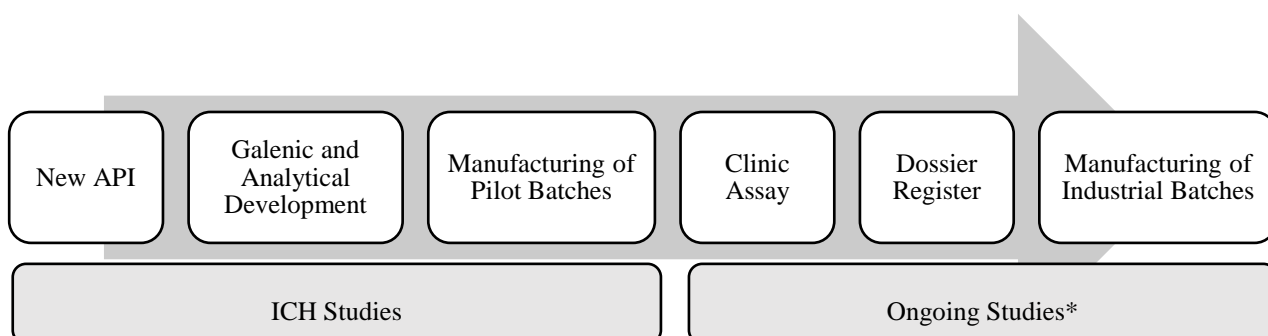 New API
Galenic and
Analytical
Development
Manufacturing of
Pilot Batches
Clinic
Assay
Dossier
Register
Manufacturing of
Industrial Batches
ICH Studies
Ongoing Studies*